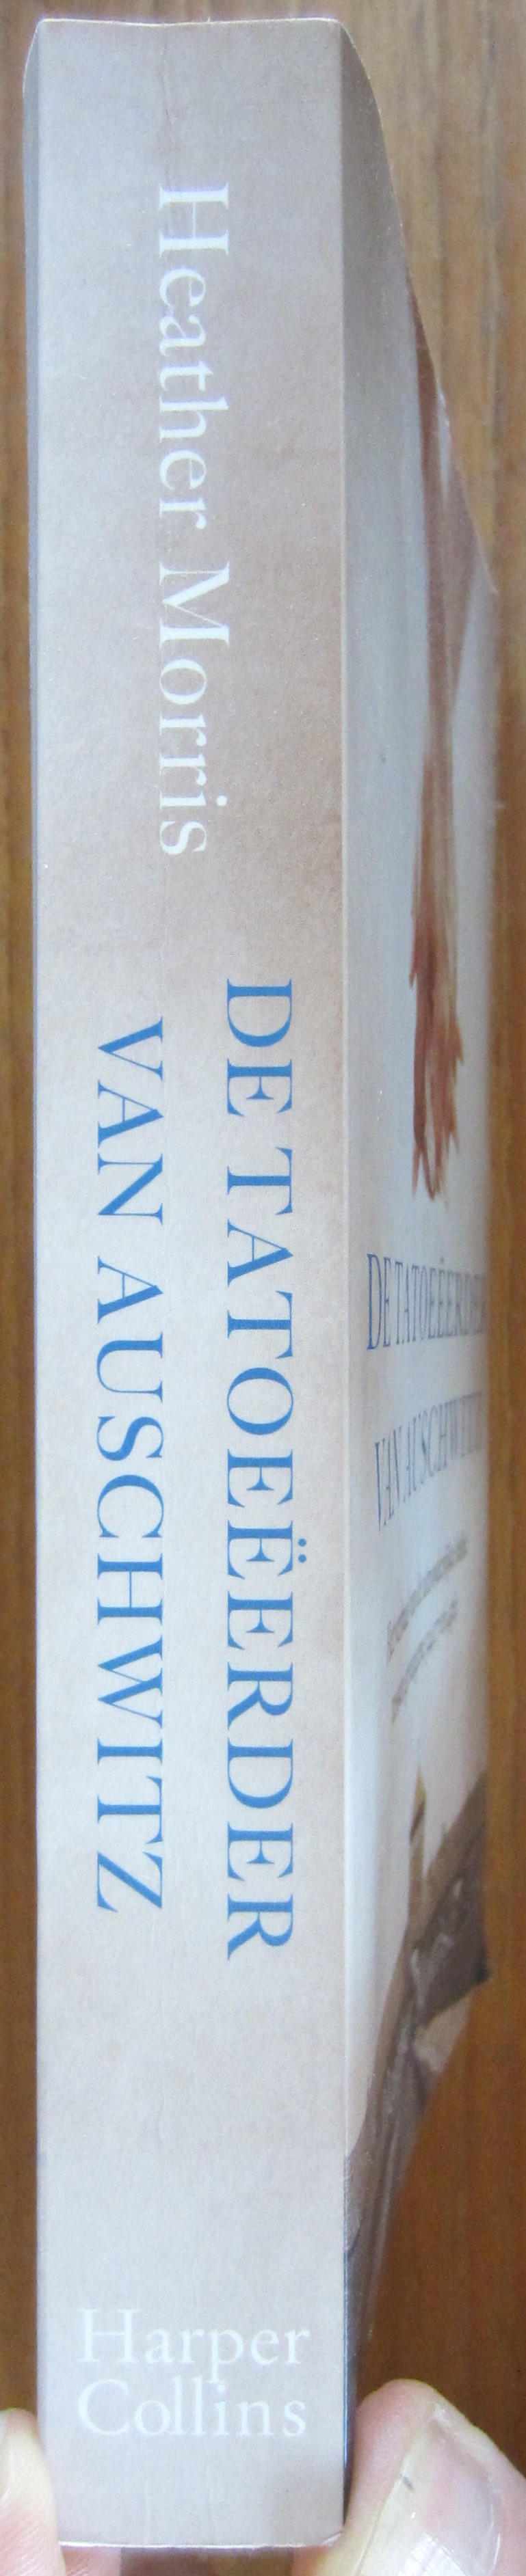 Heather Morris
DE TATOEËERDER
VAN AUSCHWITZ
Harper
Collins
DE TATOEËERDER
VAN AUSCHWITZ